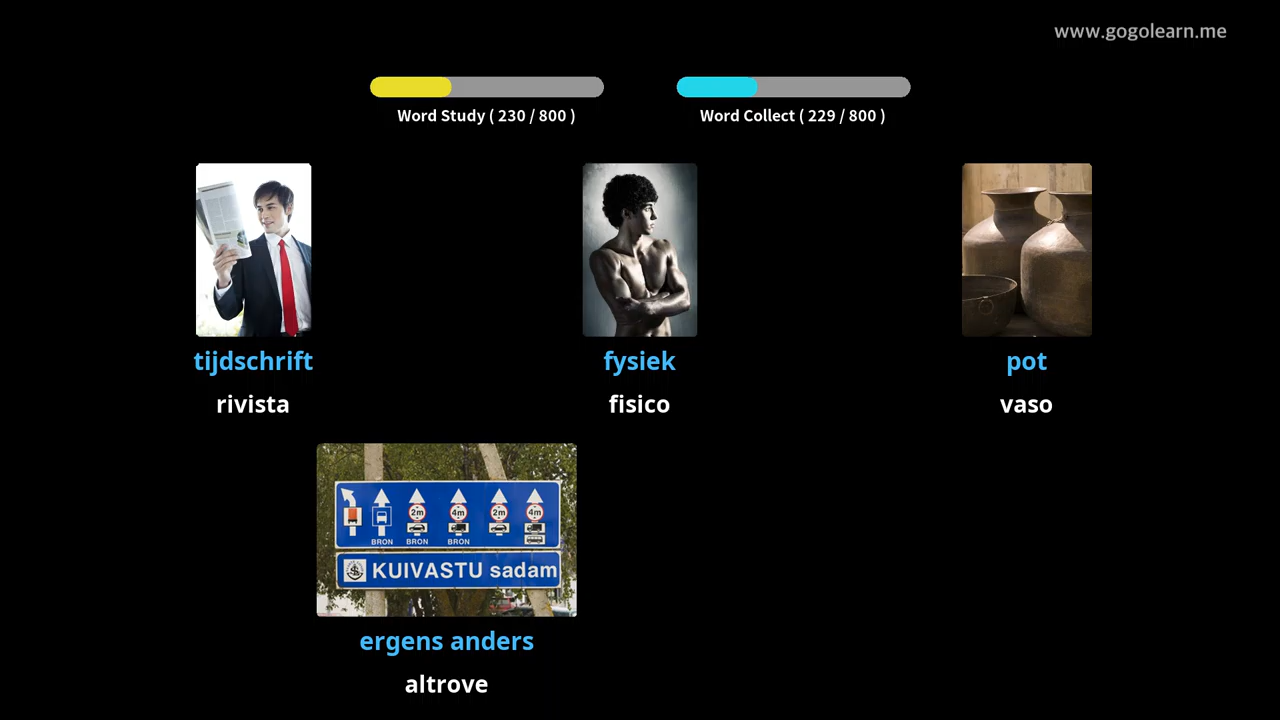 www.gogolearn.me
Word Study ( 230 / 800 )
Word Collect ( 229 / 800 )
tijdschrift
fysiek
pot
rivista
fisico
vaso
2m
4m
2m
4m
BRON
BRON
BRON
KUIVASTU sadam
ergens anders
altrove